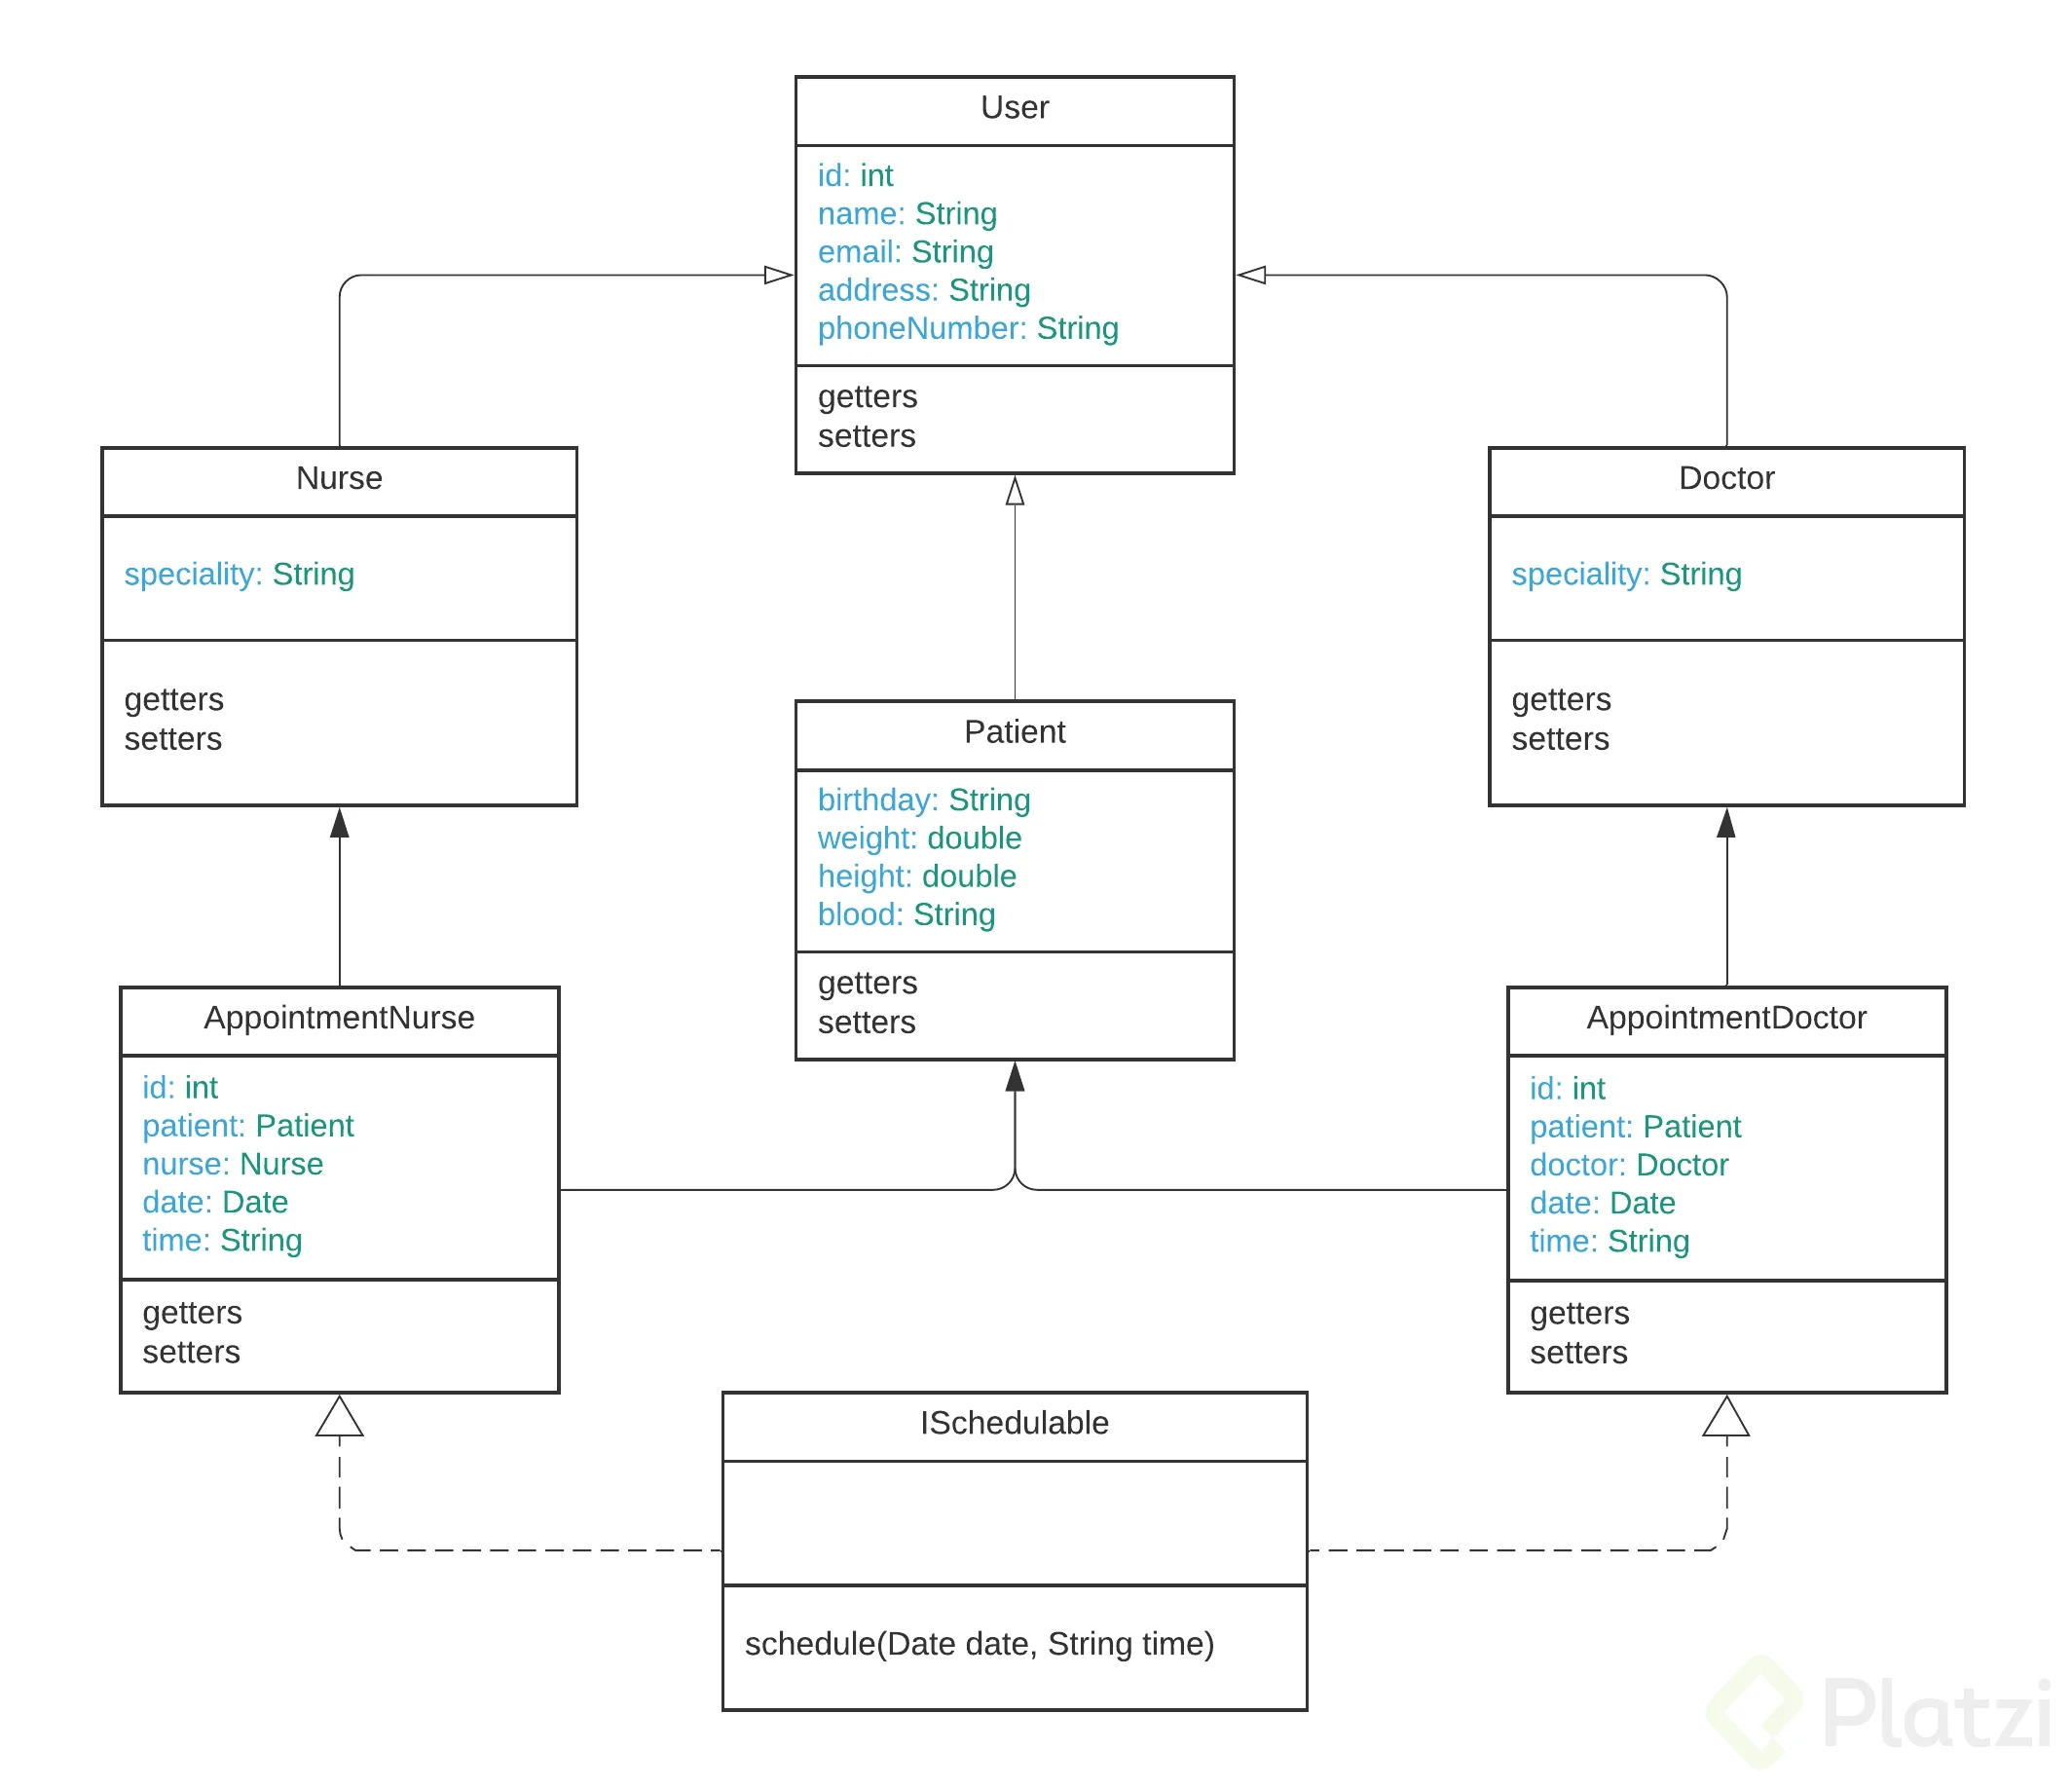 User
id: int
name: String
email: String
address: String
phoneNumber: String
getters
setters
Nurse
speciality: String
getters
setters
Doctor
speciality: String
getters
setters
Patient
birthday: String
weight: double
height: double
blood: String
getters
setters
AppointmentNurse
id: int
patient: Patient
nurse: Nurse
date: Date
time: String
getters
setters
AppointmentDoctor
id: int
patient: Patient
doctor: Doctor
date: Date
time: String
getters
setters
ISchedulable
schedule(Date date, String time)
Platzi